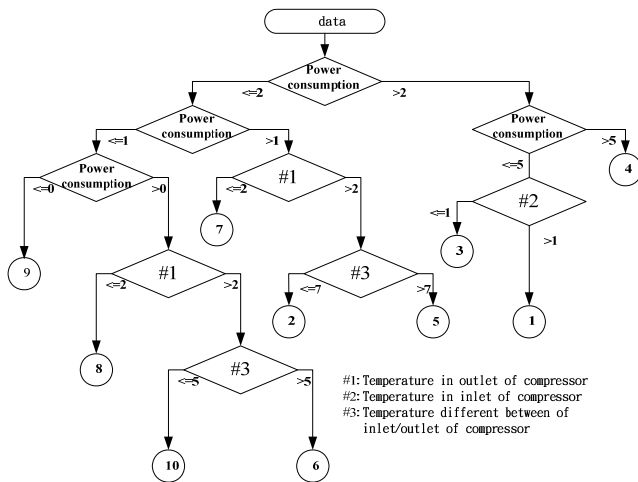 data
Power
consumption
<=2
>2
Power
consumption
Power
consumption
<=1
>1
<=5
>5
4
Power
consumption
#1
#2
<=0
>0
<=2
>2
<=1
>1
7
3
9
#1
#3
<=2
>2
<=7
>7
2
5
1
8
#3
<=5
>5
10
6
#1: Temperature in outlet of compressor
#2: Temperature in inlet of compressor
#3: Temperature different between of
inlet/outlet of compressor